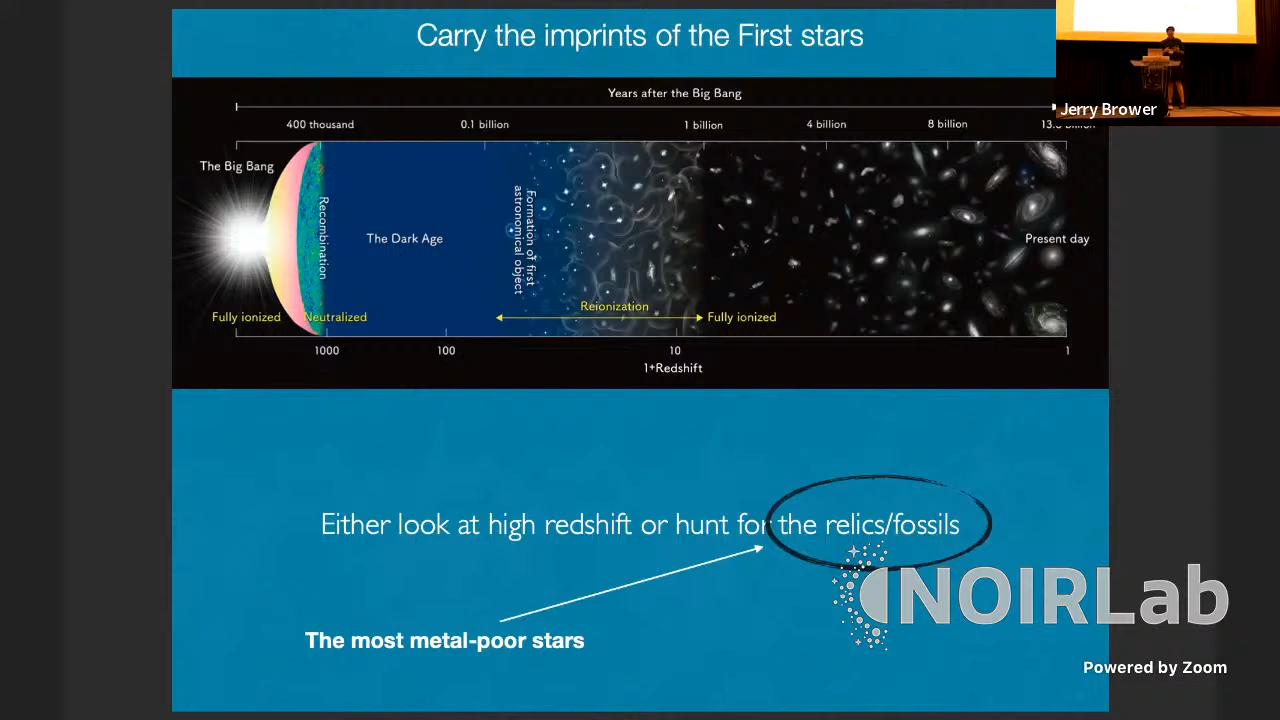 Carry the imprints of the First stars
Jerry Brower
Years after the Big Bang
400 thousand 0.1 billion 1 billion 4 billion 8 billion
The Big Bang
Recombination
The Dark Age
Formation of first
astronomical object
Present day
Reionization
Fully ionized Neutralized Fully ionized
1000 100 10 1
1+Redshift
Either look at high redshift or hunt for the relics/fossils
NOIRLab
The most metal-poor stars
Powered by Zoom